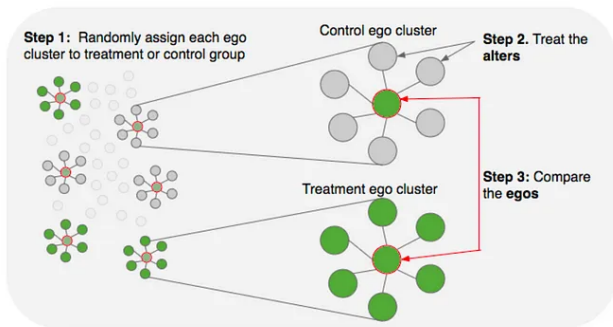 Step 1: Randomly assign each ego
cluster to treatment or control group
Control ego cluster
Step 2. Treat the
alters
Treatment ego cluster
Step 3: Compare
the egos